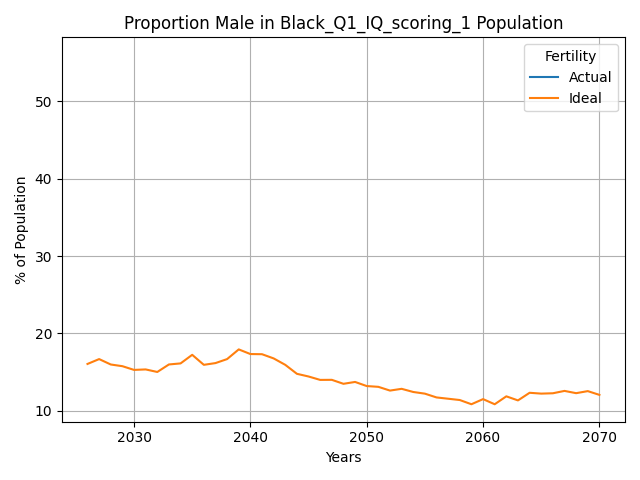 Proportion Male in Black_Q1_IQ_scoring_1 Population
Fertility
Actual
Ideal
% of Population
50
40
30
20
10
2030
2040
2050
2060
2070
Years